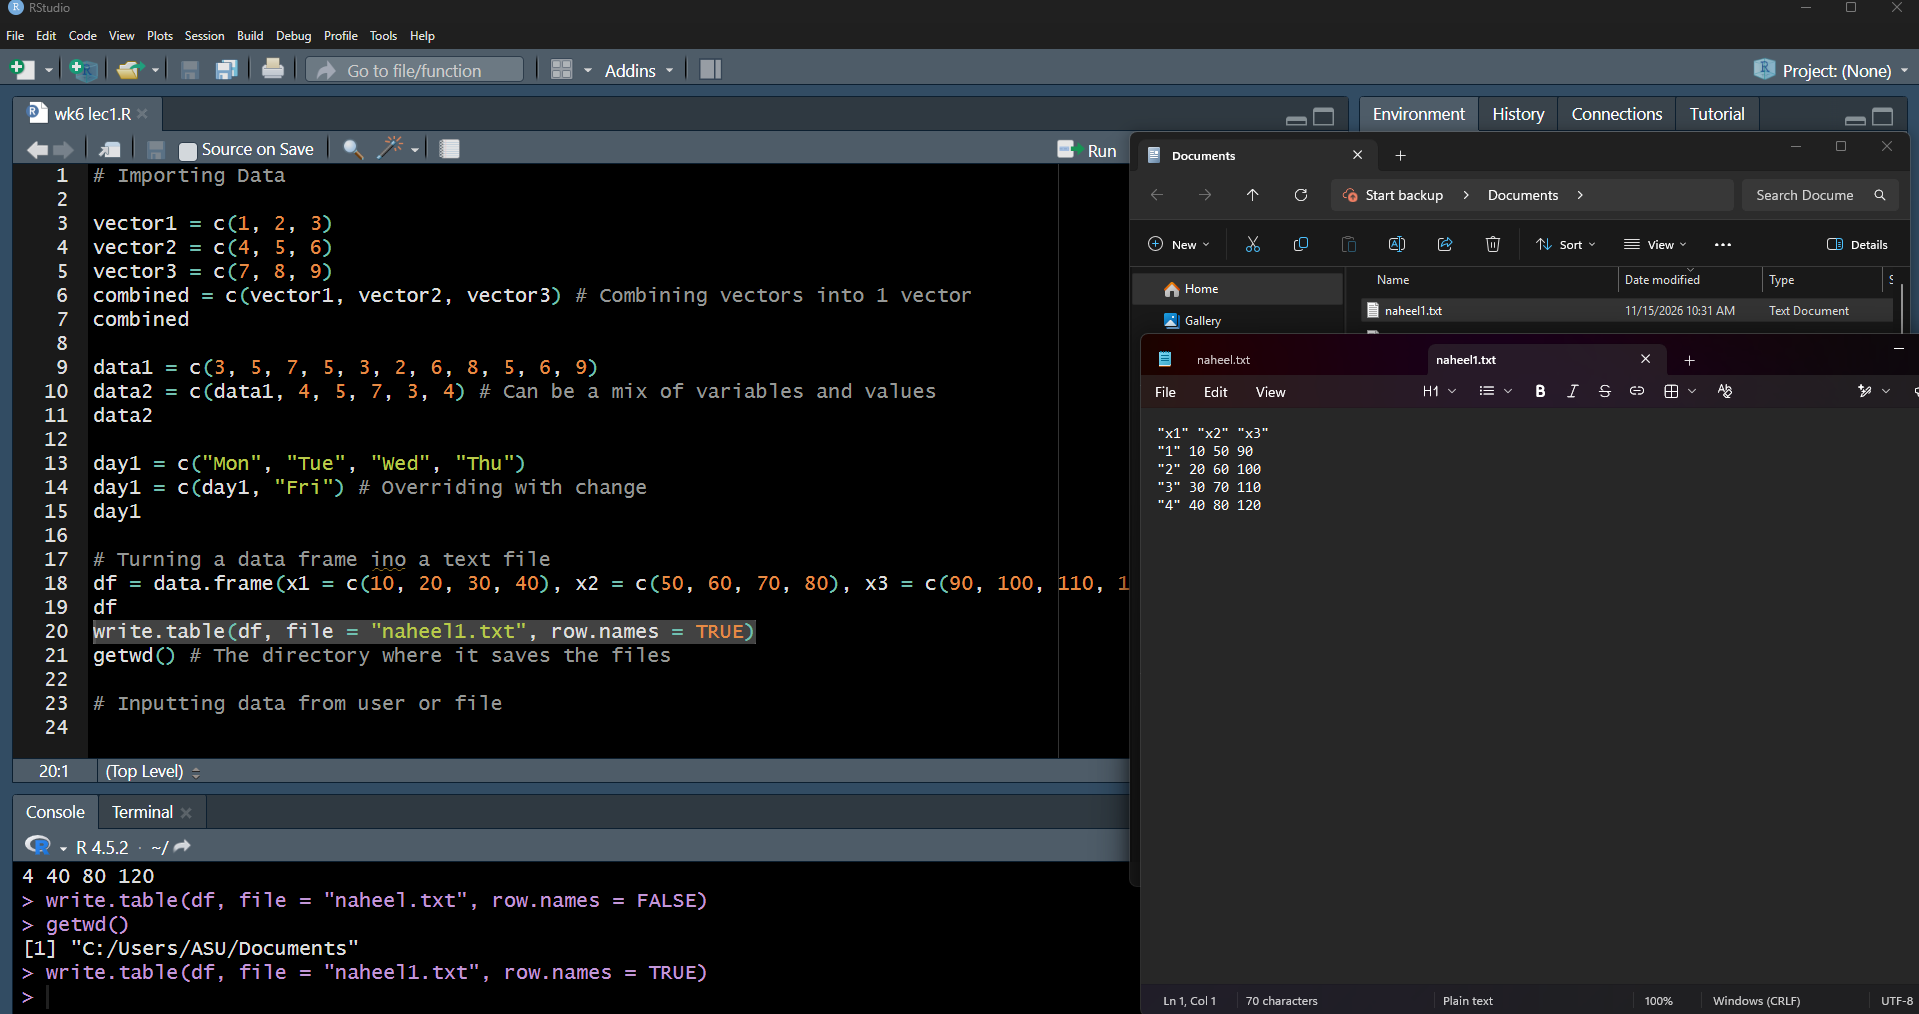 RStudio
File Edit Code View Plots Session Build Debug Profile Tools Help
Go to file/function Addins Project: (None)
wk6 lec1.R
Source on Save Run
1 # Importing Data
2
3 vector1 = c(1, 2, 3)
4 vector2 = c(4, 5, 6)
5 vector3 = c(7, 8, 9)
6 combined = c(vector1, vector2, vector3) # Combining vectors into 1 vector
7 combined
8
9 data1 = c(3, 5, 7, 5, 3, 2, 6, 8, 5, 6, 9)
10 data2 = c(data1, 4, 5, 7, 3, 4) # Can be a mix of variables and values
11 data2
12
13 day1 = c("Mon", "Tue", "Wed", "Thu")
14 day1 = c(day1, "Fri") # Overriding with change
15 day1
16
17 # Turning a data frame ino a text file
18 df = data.frame(x1 = c(10, 20, 30, 40), x2 = c(50, 60, 70, 80), x3 = c(90, 100, 110, 1
19 df
20 write.table(df, file = "naheel1.txt", row.names = TRUE)
21 getwd() # The directory where it saves the files
22
23 # Inputting data from user or file
24
20:1 (Top Level)
Console Terminal
R 4.5.2 · ~/
4 40 80 120
> write.table(df, file = "naheel.txt", row.names = FALSE)
> getwd()
[1] "C:/Users/ASU/Documents"
> write.table(df, file = "naheel1.txt", row.names = TRUE)
>
Environment History Connections Tutorial
Documents
Start backup > Documents > Search Docume
New Sort View Details
Home
Gallery
Name Date modified Type
naheel1.txt 11/15/2026 10:31 AM Text Document
naheel.txt naheel1.txt
File Edit View H1 B I S
"x1" "x2" "x3"
"1" 10 50 90
"2" 20 60 100
"3" 30 70 110
"4" 40 80 120
Ln 1, Col 1 70 characters Plain text 100% Windows (CRLF) UTF-8